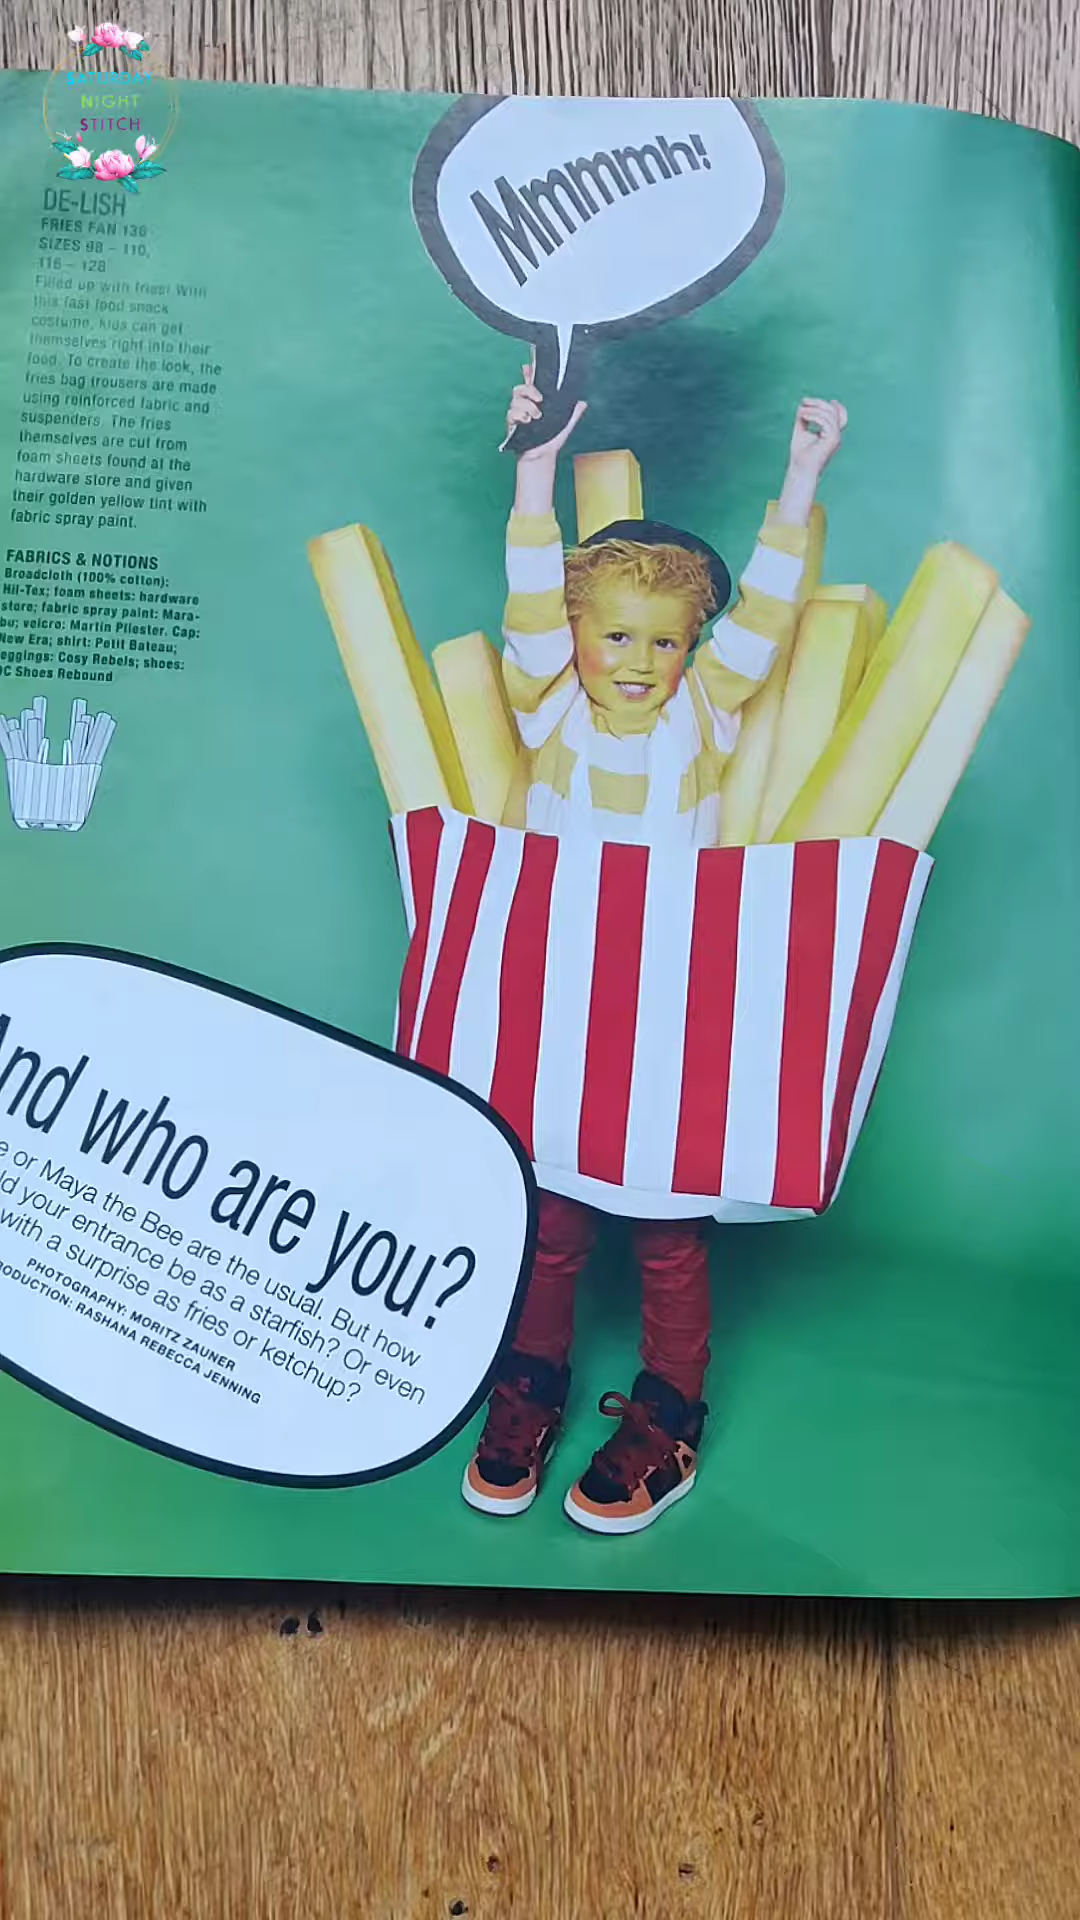 SATURDAY
NIGHT
STITCH
Mmmmmh!
DE-LISH
FRIES FAN 136
SIZES 98 – 110,
116 – 128
Filled up with fries! With
this fast food snack
costume, kids can get
themselves right into their
food. To create the look, the
fries bag trousers are made
using reinforced fabric and
suspenders. The fries
themselves are cut from
foam sheets found at the
hardware store and given
their golden yellow tint with
fabric spray paint.
FABRICS & NOTIONS
Broadcloth (100% cotton):
Hil-Tex; foam sheets: hardware
store; fabric spray paint: Mara-
bu; velcro: Martin Pliester. Cap:
New Era; shirt: Petit Bateau;
eggings: Cosy Rebels; shoes:
DC Shoes Rebound
And who are you?
e or Maya the Bee are the usual. But how
ld your entrance be as a starfish? Or even
with a surprise as fries or ketchup?
PHOTOGRAPHY: MORITZ ZAUNER
RODUCTION: RASHANA REBECCA JENNING